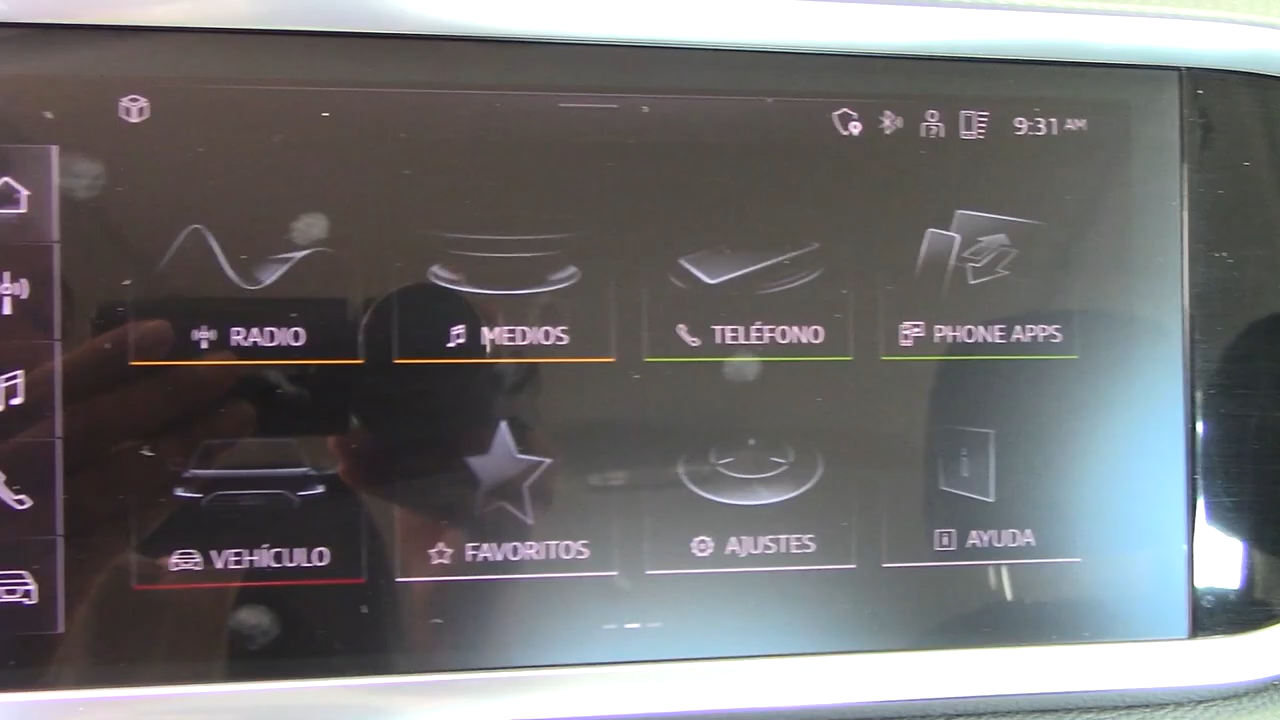 9:31 AM
RADIO
MEDIOS
TELÉFONO
PHONE APPS
VEHÍCULO
FAVORITOS
AJUSTES
AYUDA